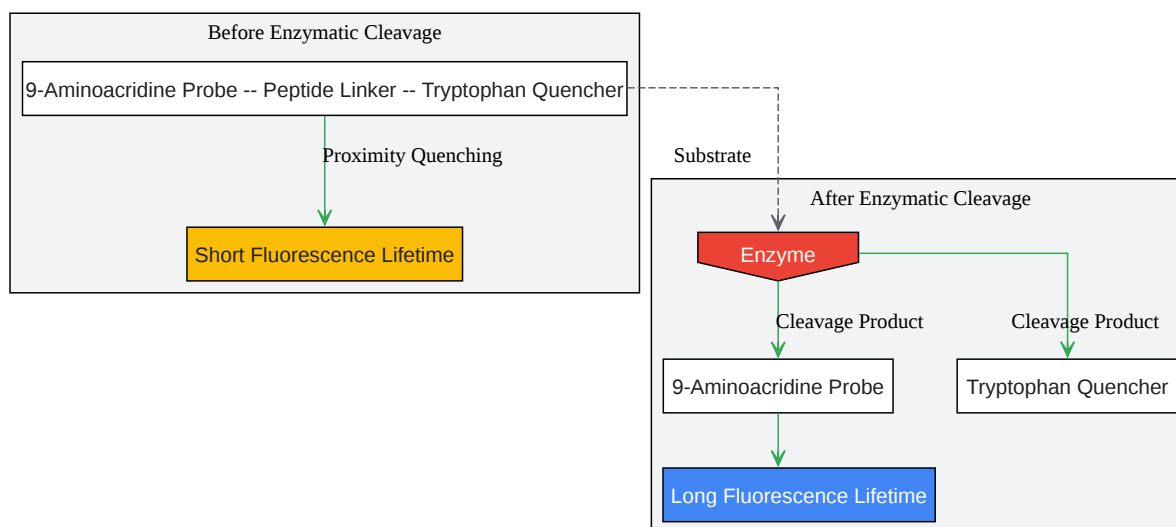 Before Enzymatic Cleavage
9-Aminoacridine Probe -- Peptide Linker -- Tryptophan Quencher
Proximity Quenching
Short Fluorescence Lifetime
Substrate
After Enzymatic Cleavage
Enzyme
Cleavage Product
Cleavage Product
9-Aminoacridine Probe
Tryptophan Quencher
Long Fluorescence Lifetime